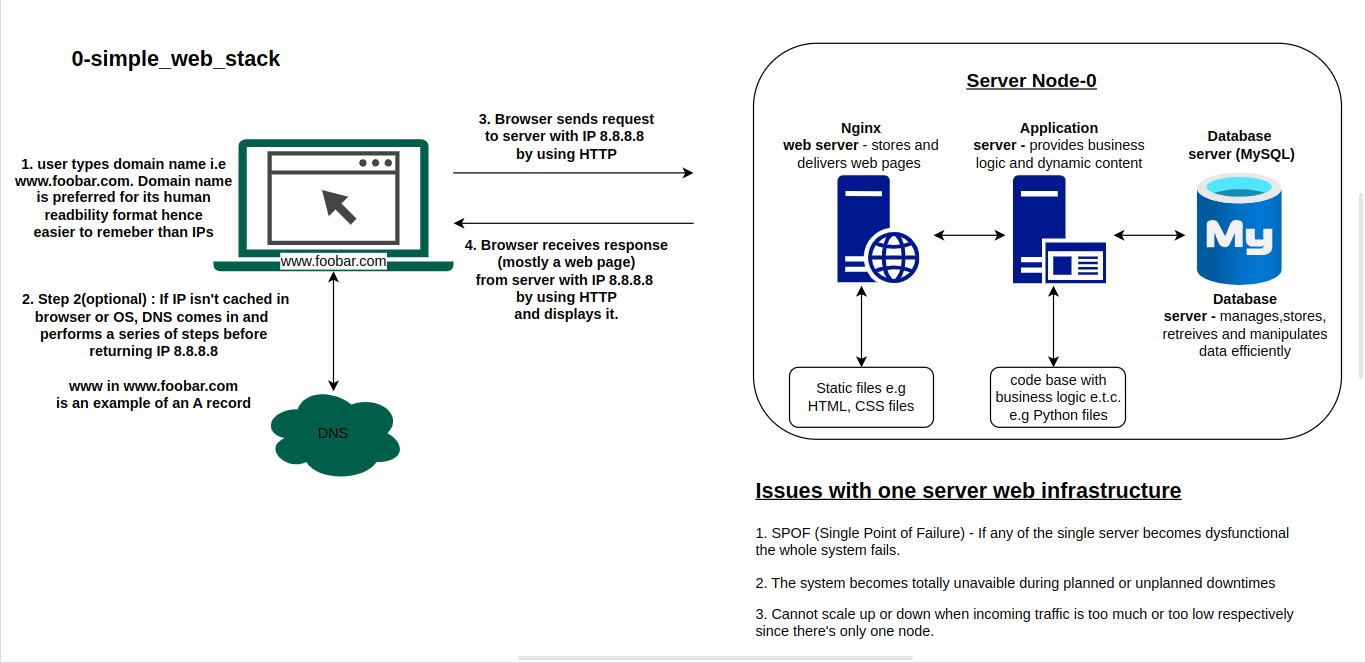 0-simple_web_stack
1. user types domain name i.e
www.foobar.com. Domain name
is preferred for its human
readbility format hence
easier to remeber than IPs
www.foobar.com
2. Step 2(optional) : If IP isn't cached in
browser or OS, DNS comes in and
performs a series of steps before
returning IP 8.8.8.8
www in www.foobar.com
is an example of an A record
DNS
3. Browser sends request
to server with IP 8.8.8.8
by using HTTP
4. Browser receives response
(mostly a web page)
from server with IP 8.8.8.8
by using HTTP
and displays it.
Server Node-0
Nginx
web server - stores and
delivers web pages
Application
server - provides business
logic and dynamic content
Database
server (MySQL)
My
Database
server - manages,stores,
retreives and manipulates
data efficiently
Static files e.g
HTML, CSS files
code base with
business logic e.t.c.
e.g Python files
Issues with one server web infrastructure
1. SPOF (Single Point of Failure) - If any of the single server becomes dysfunctional
the whole system fails.
2. The system becomes totally unavaible during planned or unplanned downtimes
3. Cannot scale up or down when incoming traffic is too much or too low respectively
since there's only one node.